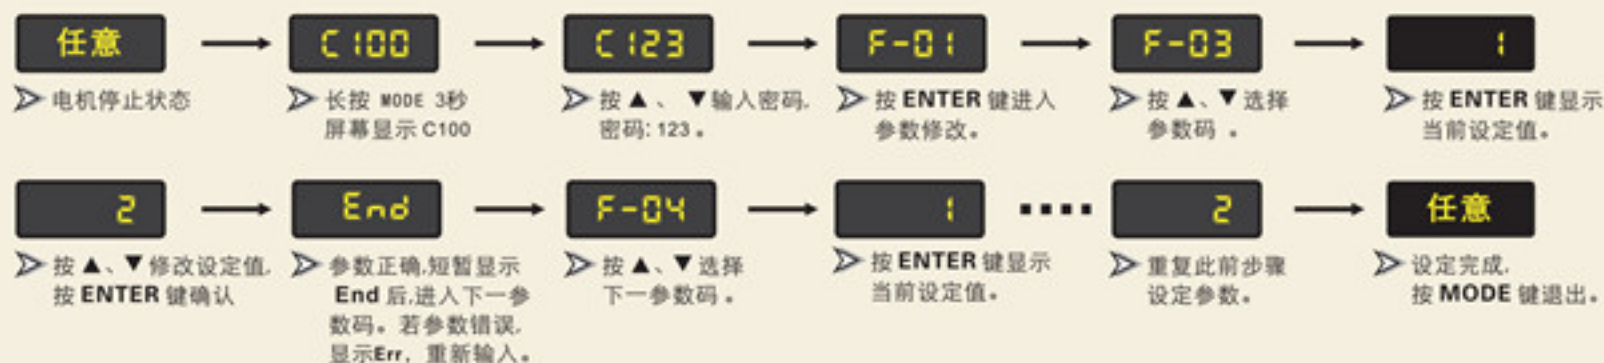 任意
C100
C123
F-01
F-03
1
电机停止状态
长按 MODE 3秒
屏幕显示 C100
按 ▲、▼输入密码.
密码: 123。
按 ENTER 键进入
参数修改。
按 ▲、▼ 选择
参数码 。
按 ENTER 键显示
当前设定值。
2
End
F-04
1
2
任意
按 ▲、▼ 修改设定值.
按 ENTER 键确认
参数正确.短暂显示
End 后.进入下一参
数码。若参数错误.
显示Err, 重新输入。
按 ▲、▼ 选择
下一参数码 。
按 ENTER 键显示
当前设定值。
重复此前步骤
设定参数。
设定完成.
按 MODE 键退出。